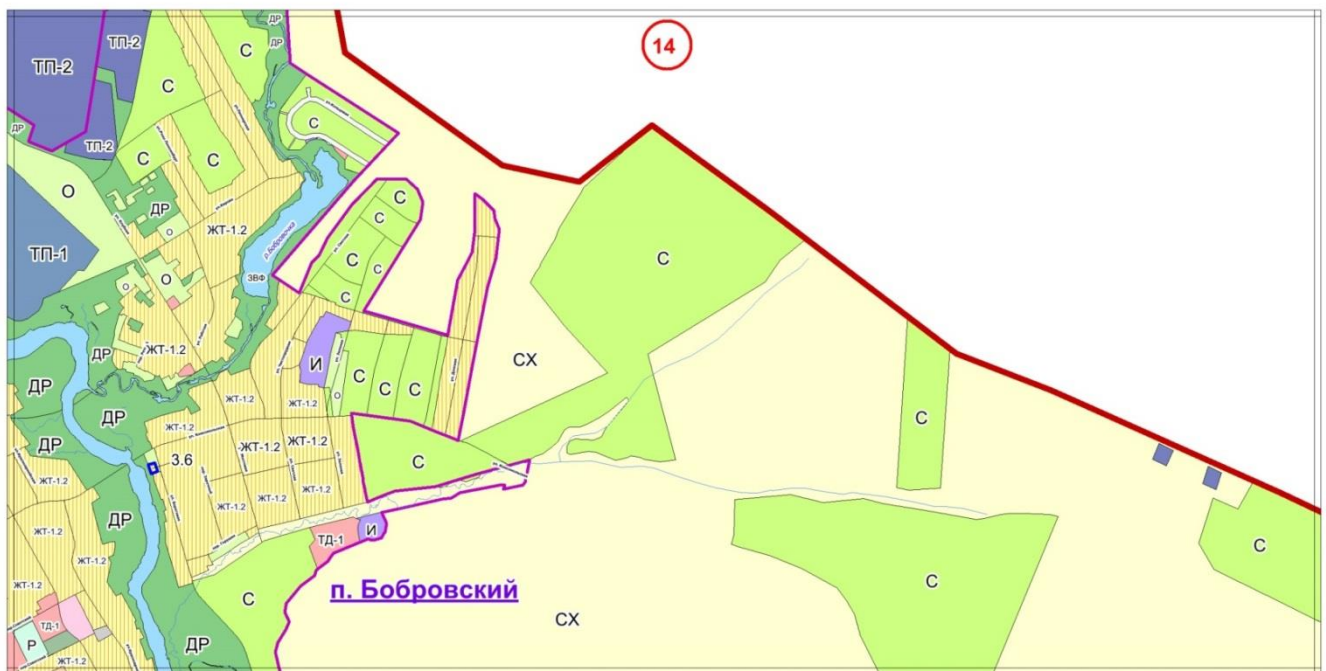 14
ТП-2
ТП-2
ТП-2
ДР
ДР
ДР
С
С
С
С
С
О
ДР
О
ЖТ-1.2
р.Бобровочка
ЗВФ
ТП-1
О
О
С
С
С
С
С
ДР
ЖТ-1.2
ДР
ДР
ДР
И
О
С
С
С
СХ
С
С
ЖТ-1.2
ЖТ-1.2
ЖТ-1.2
ЖТ-1.2
ЖТ-1.2
3.6
С
ЖТ-1.2
ЖТ-1.2
ЖТ-1.2
ЖТ-1.2
ЖТ-1.2
ДР
ЖТ-1.2
ЖТ-1.2
ТД-1
И
С
С
ЖТ-1.2
С
п. Бобровский
СХ
ТД-1
Р
ДР
ЖТ-1.2